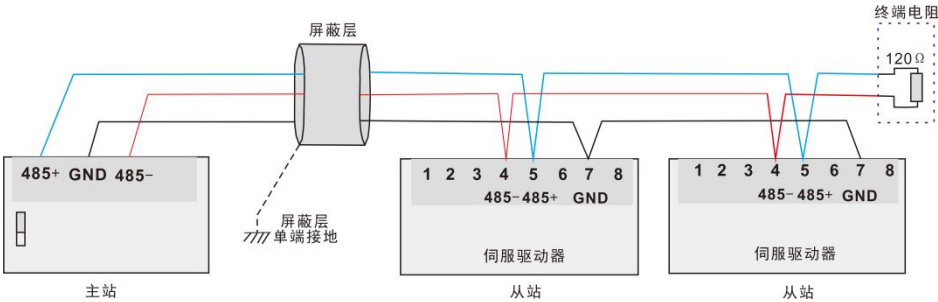 终端电阻
屏蔽层
120Ω
485+ GND 485−
1 2 3 4 5 6 7 8
485− 485+ GND
1 2 3 4 5 6 7 8
485− 485+ GND
屏蔽层
单端接地
伺服驱动器
伺服驱动器
主站
从站
从站